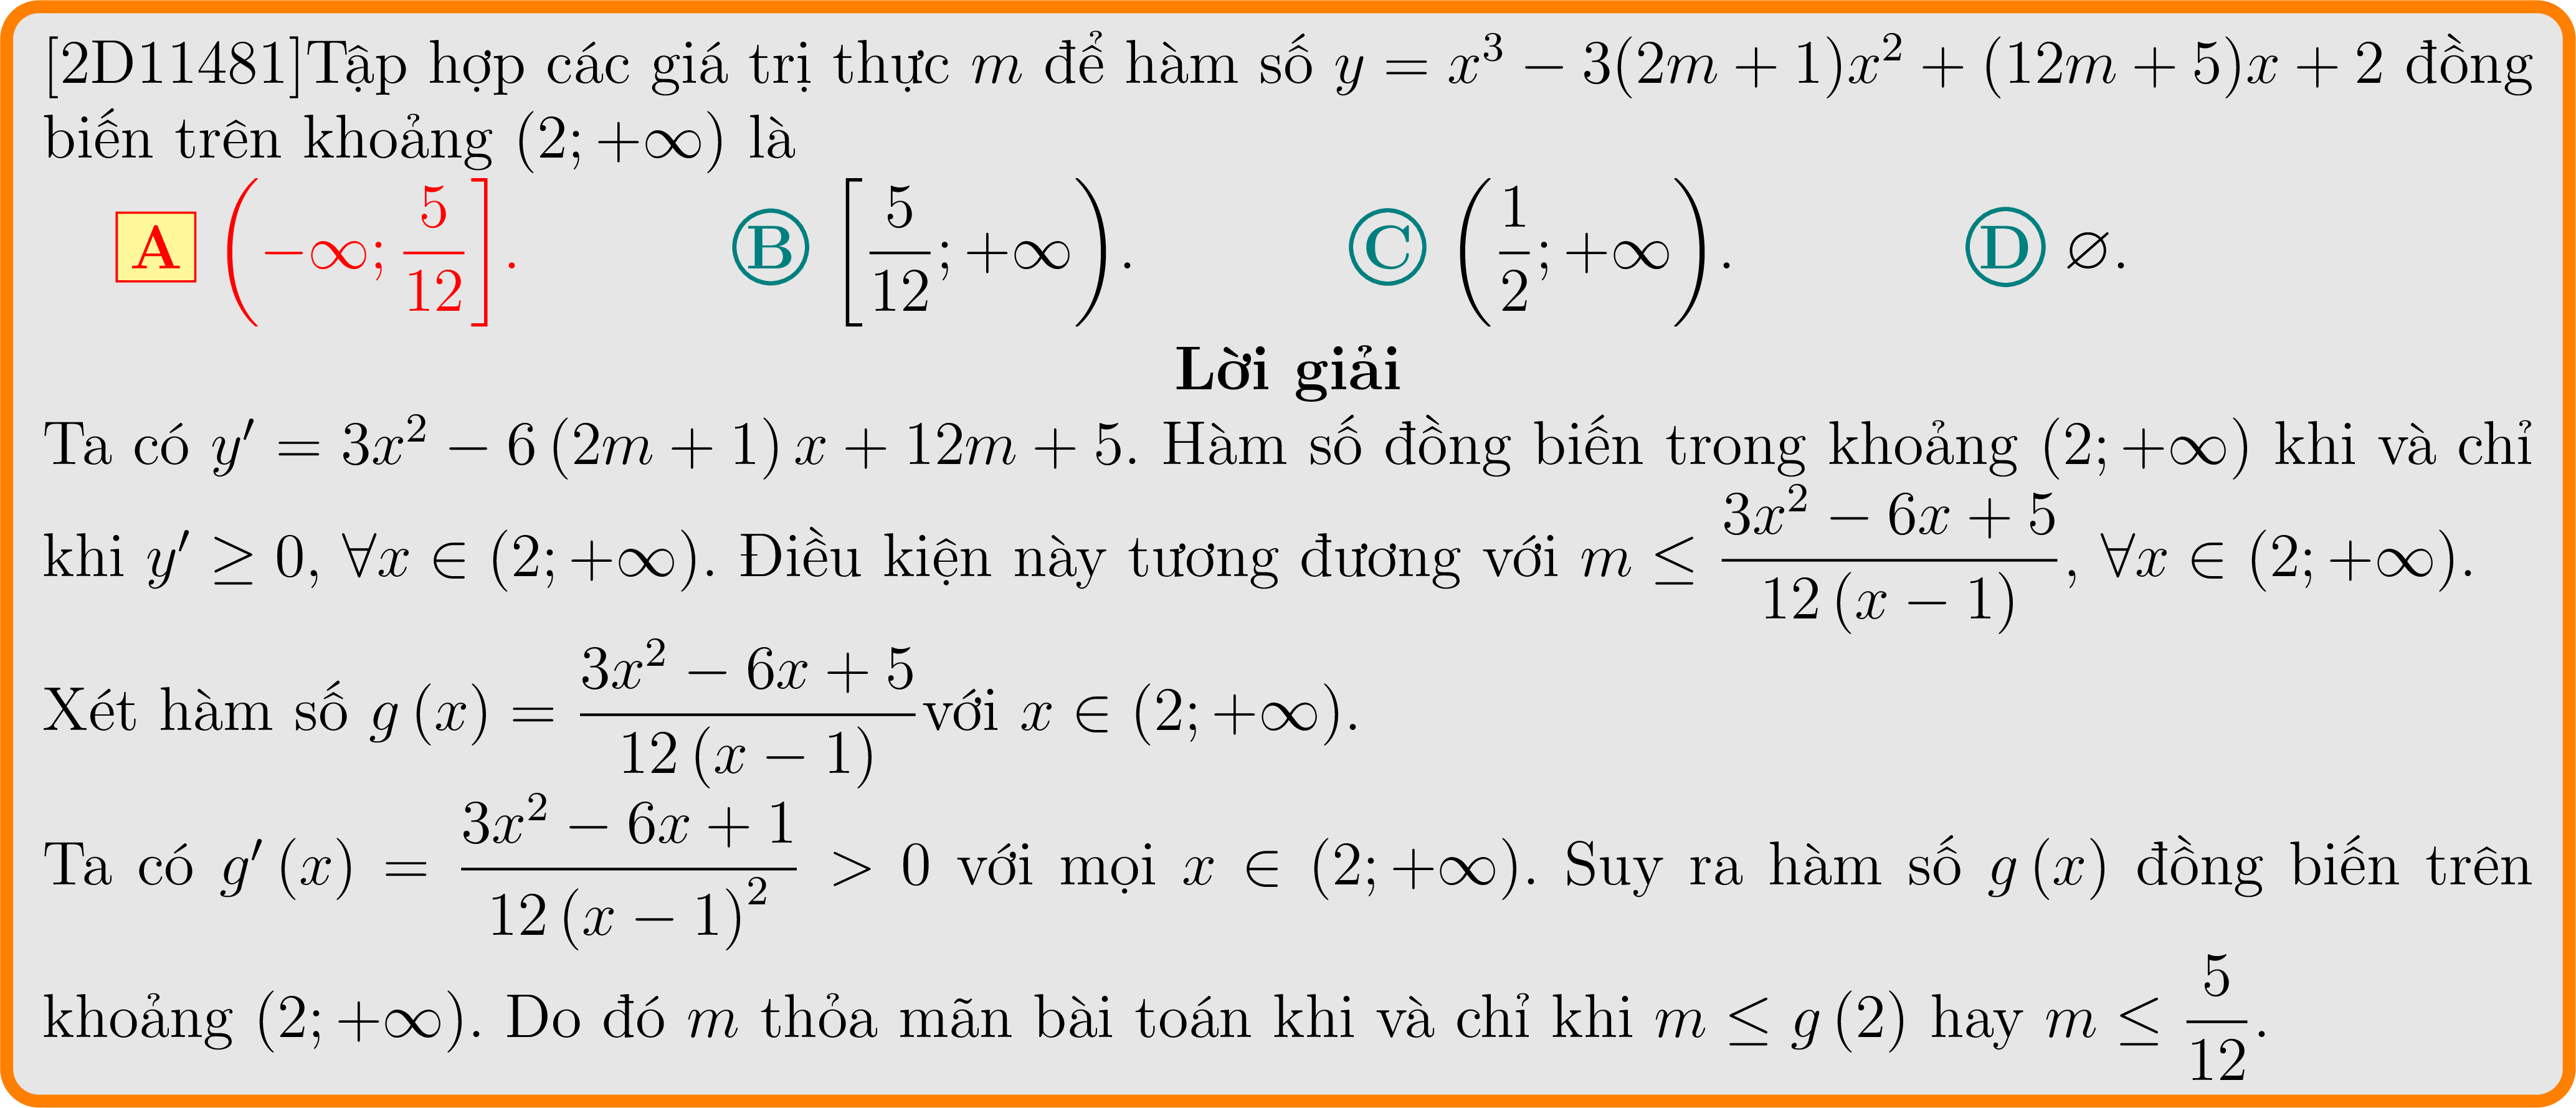 [2D11481]Tập hợp các giá trị thực $m$ để hàm số $y = x^3 - 3(2m + 1)x^2 + (12m + 5)x + 2$ đồng
biến trên khoảng $(2; +\infty)$ là
A $\left(-\infty; \dfrac{5}{12}\right]$. B $\left[\dfrac{5}{12}; +\infty\right)$. C $\left(\dfrac{1}{2}; +\infty\right)$. D $\varnothing$.
Lời giải
Ta có $y' = 3x^2 - 6(2m + 1)x + 12m + 5$. Hàm số đồng biến trong khoảng $(2; +\infty)$ khi và chỉ
khi $y' \geq 0, \forall x \in (2; +\infty)$. Điều kiện này tương đương với $m \leq \dfrac{3x^2 - 6x + 5}{12(x - 1)}, \forall x \in (2; +\infty)$.
Xét hàm số $g(x) = \dfrac{3x^2 - 6x + 5}{12(x - 1)}$với $x \in (2; +\infty)$.
Ta có $g'(x) = \dfrac{3x^2 - 6x + 1}{12(x - 1)^2} > 0$ với mọi $x \in (2; +\infty)$. Suy ra hàm số $g(x)$ đồng biến trên
khoảng $(2; +\infty)$. Do đó $m$ thỏa mãn bài toán khi và chỉ khi $m \leq g(2)$ hay $m \leq \dfrac{5}{12}$.